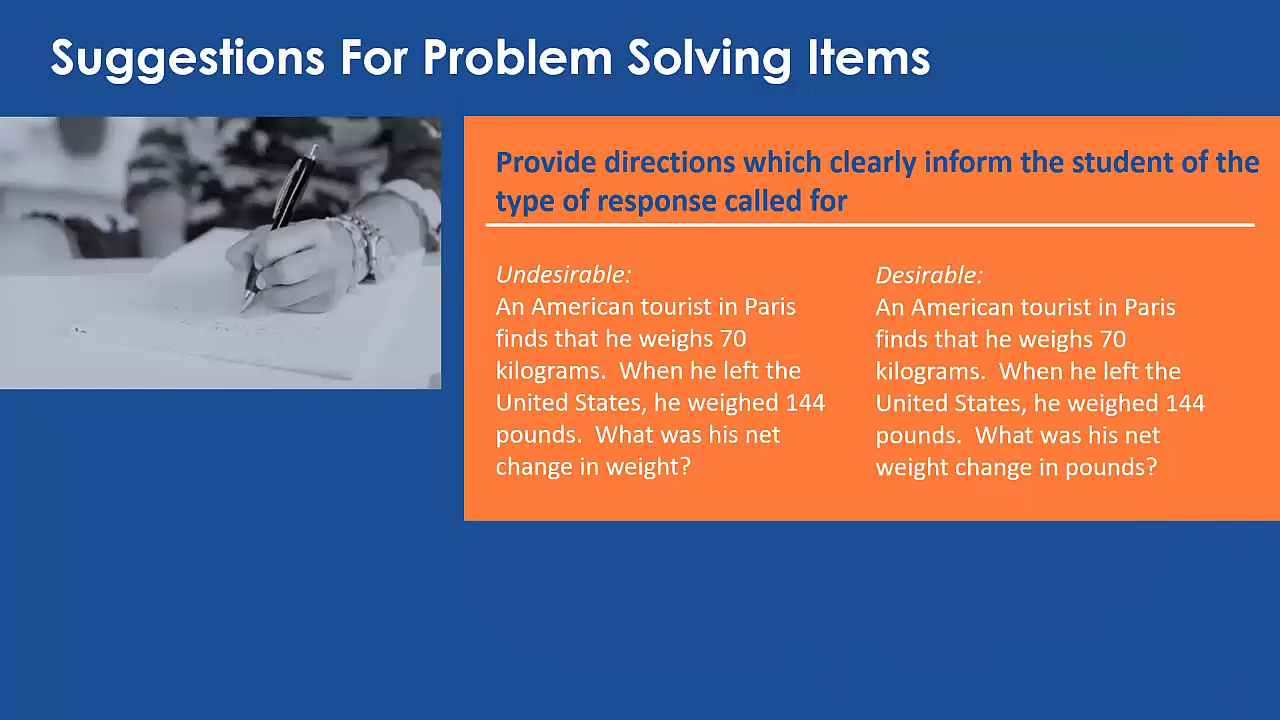 Suggestions For Problem Solving Items
Provide directions which clearly inform the student of the
type of response called for
Undesirable:
An American tourist in Paris
finds that he weighs 70
kilograms.  When he left the
United States, he weighed 144
pounds.  What was his net
change in weight?
Desirable:
An American tourist in Paris
finds that he weighs 70
kilograms.  When he left the
United States, he weighed 144
pounds.  What was his net
weight change in pounds?